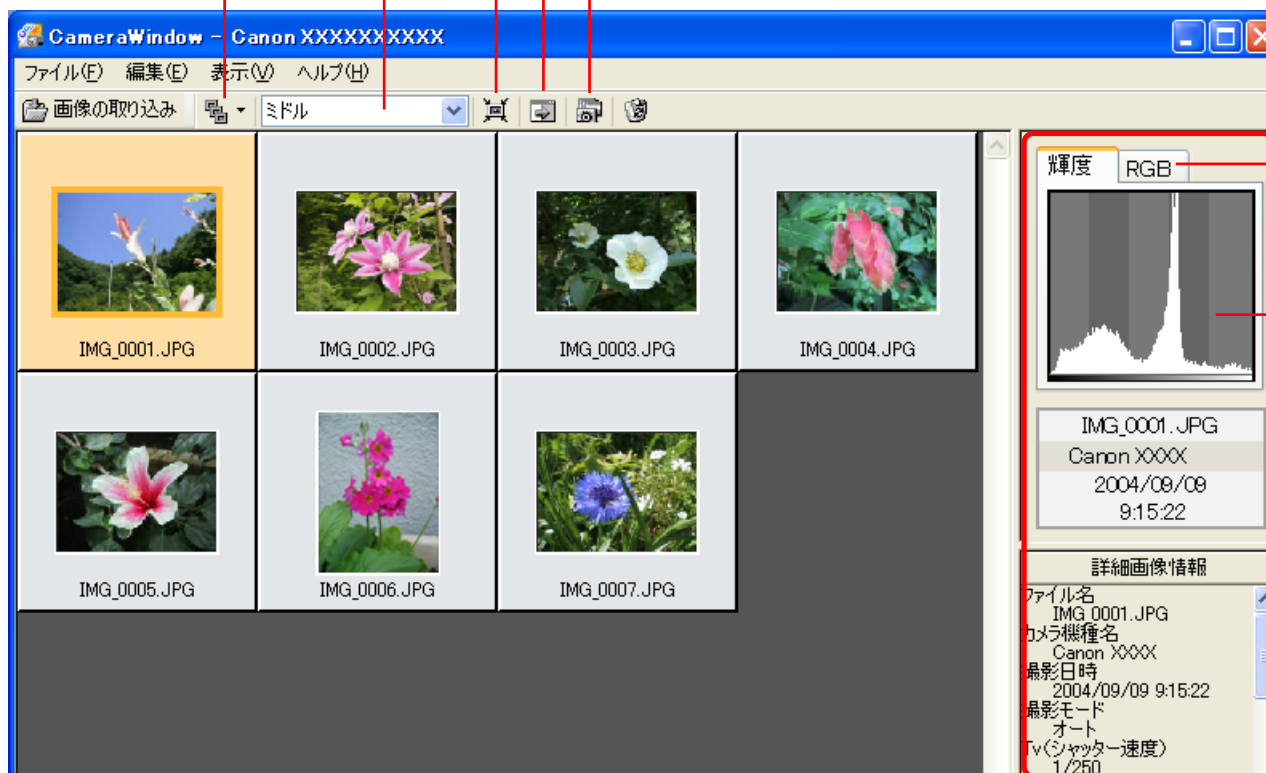 CameraWindow - Canon XXXXXXXXXX
ファイル(F) 編集(E) 表示(V) ヘルプ(H)
画像の取り込み ミドル
IMG_0001.JPG IMG_0002.JPG IMG_0003.JPG IMG_0004.JPG
IMG_0005.JPG IMG_0006.JPG IMG_0007.JPG
輝度 RGB
IMG_0001.JPG
Canon XXXX
2004/09/09
9:15:22
詳細画像情報
ファイル名
IMG_0001.JPG
カメラ機種名
Canon XXXX
撮影日時
2004/09/09 9:15:22
撮影モード
オート
Tv(シャッター速度)
1/250